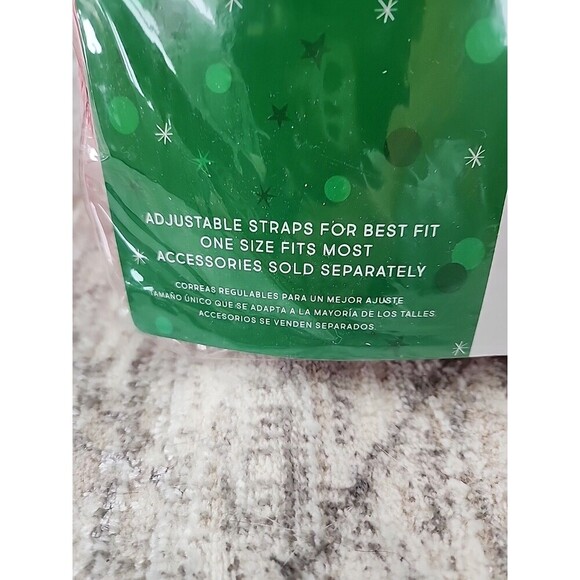 ADJUSTABLE STRAPS FOR BEST FIT
ONE SIZE FITS MOST
ACCESSORIES SOLD SEPARATELY
CORREAS REGULABLES PARA UN MEJOR AJUSTE
TAMAÑO ÚNICO QUE SE ADAPTA A LA MAYORÍA DE LOS TALLES.
ACCESORIOS SE VENDEN SEPARADOS.